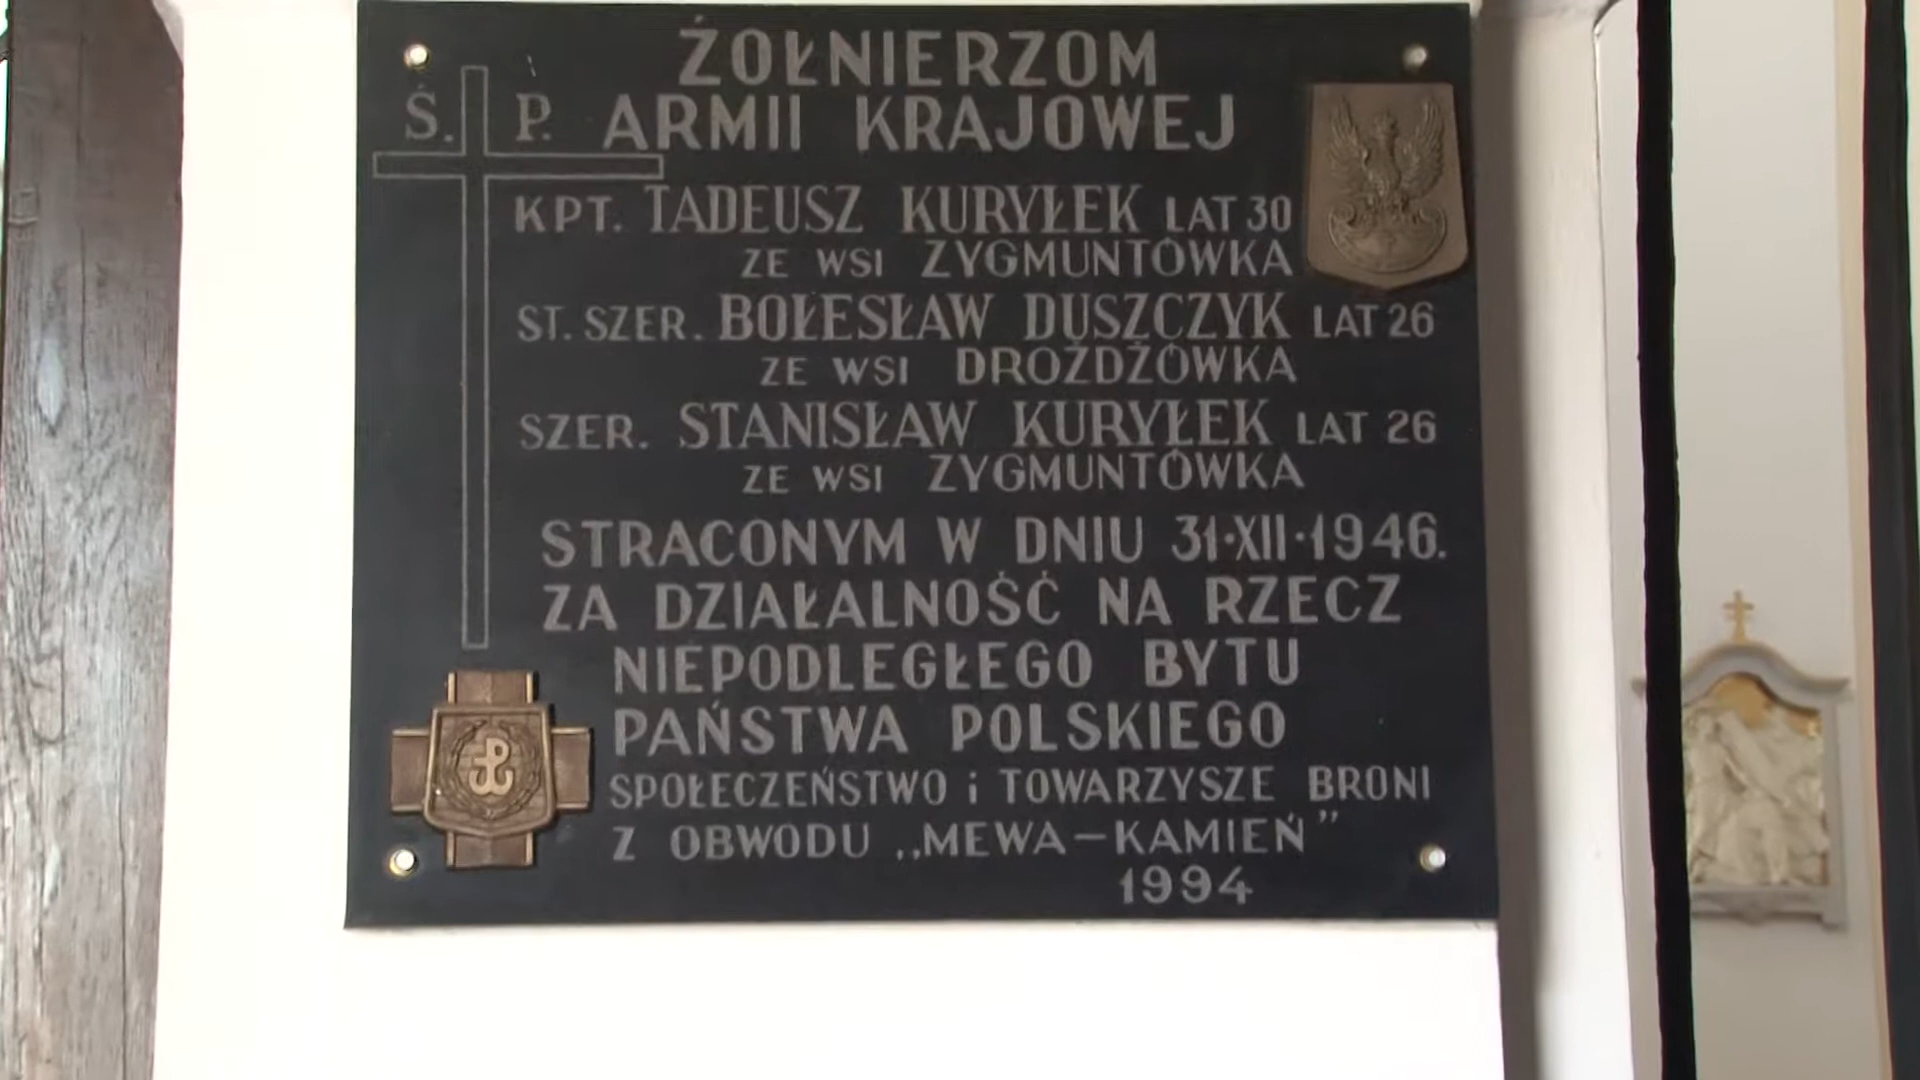 ŻOŁNIERZOM
Ś. P. ARMII KRAJOWEJ
KPT. TADEUSZ KURYŁEK LAT 30
ZE WSI ZYGMUNTÓWKA
ST. SZER. BOŁESŁAW DUSZCZYK LAT 26
ZE WSI DROŻDŻÓWKA
SZER. STANISŁAW KURYŁEK LAT 26
ZE WSI ZYGMUNTÓWKA
STRACONYM W DNIU 31·XII·1946.
ZA DZIAŁALNOŚĆ NA RZECZ
NIEPODLEGŁEGO BYTU
PAŃSTWA POLSKIEGO
SPOŁECZEŃSTWO i TOWARZYSZE BRONI
Z OBWODU „MEWA-KAMIEŃ"
1994